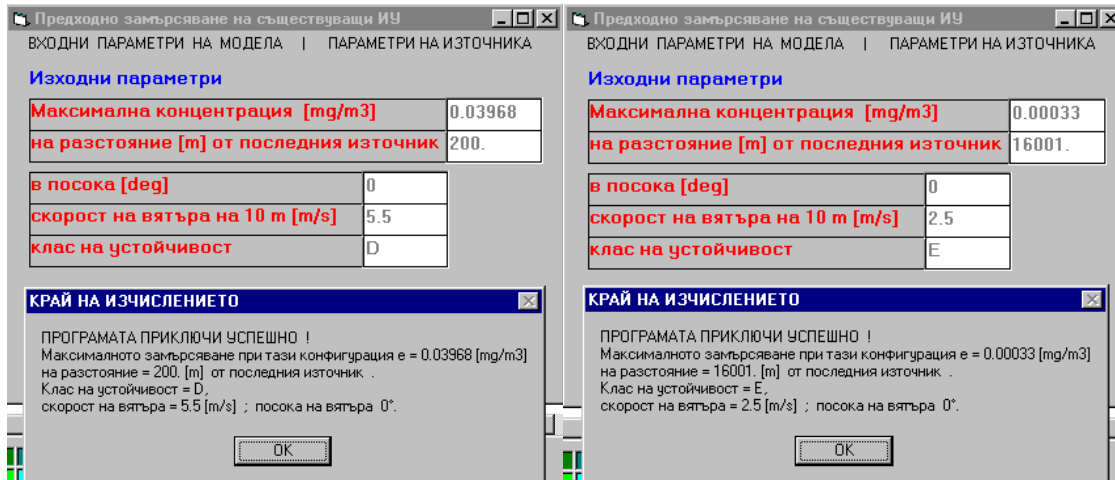 Предходно замърсяване на съществуващи ИУ
ВХОДНИ ПАРАМЕТРИ НА МОДЕЛА | ПАРАМЕТРИ НА ИЗТОЧНИКА
Изходни параметри
Максимална концентрация [mg/m3] 0.03968
на разстояние [m] от последния източник 200.
в посока [deg] 0
скорост на вятъра на 10 m [m/s] 5.5
клас на устойчивост D
КРАЙ НА ИЗЧИСЛЕНИЕТО
ПРОГРАМАТА ПРИКЛЮЧИ УСПЕШНО !
Максималното замърсяване при тази конфигурация е = 0.03968 [mg/m3]
на разстояние = 200. [m] от последния източник .
Клас на устойчивост = D,
скорост на вятъра = 5.5 [m/s] ; посока на вятъра 0°.
OK
Предходно замърсяване на съществуващи ИУ
ВХОДНИ ПАРАМЕТРИ НА МОДЕЛА | ПАРАМЕТРИ НА ИЗТОЧНИКА
Изходни параметри
Максимална концентрация [mg/m3] 0.00033
на разстояние [m] от последния източник 16001.
в посока [deg] 0
скорост на вятъра на 10 m [m/s] 2.5
клас на устойчивост E
КРАЙ НА ИЗЧИСЛЕНИЕТО
ПРОГРАМАТА ПРИКЛЮЧИ УСПЕШНО !
Максималното замърсяване при тази конфигурация е = 0.00033 [mg/m3]
на разстояние = 16001. [m] от последния източник .
Клас на устойчивост = E,
скорост на вятъра = 2.5 [m/s] ; посока на вятъра 0°.
OK